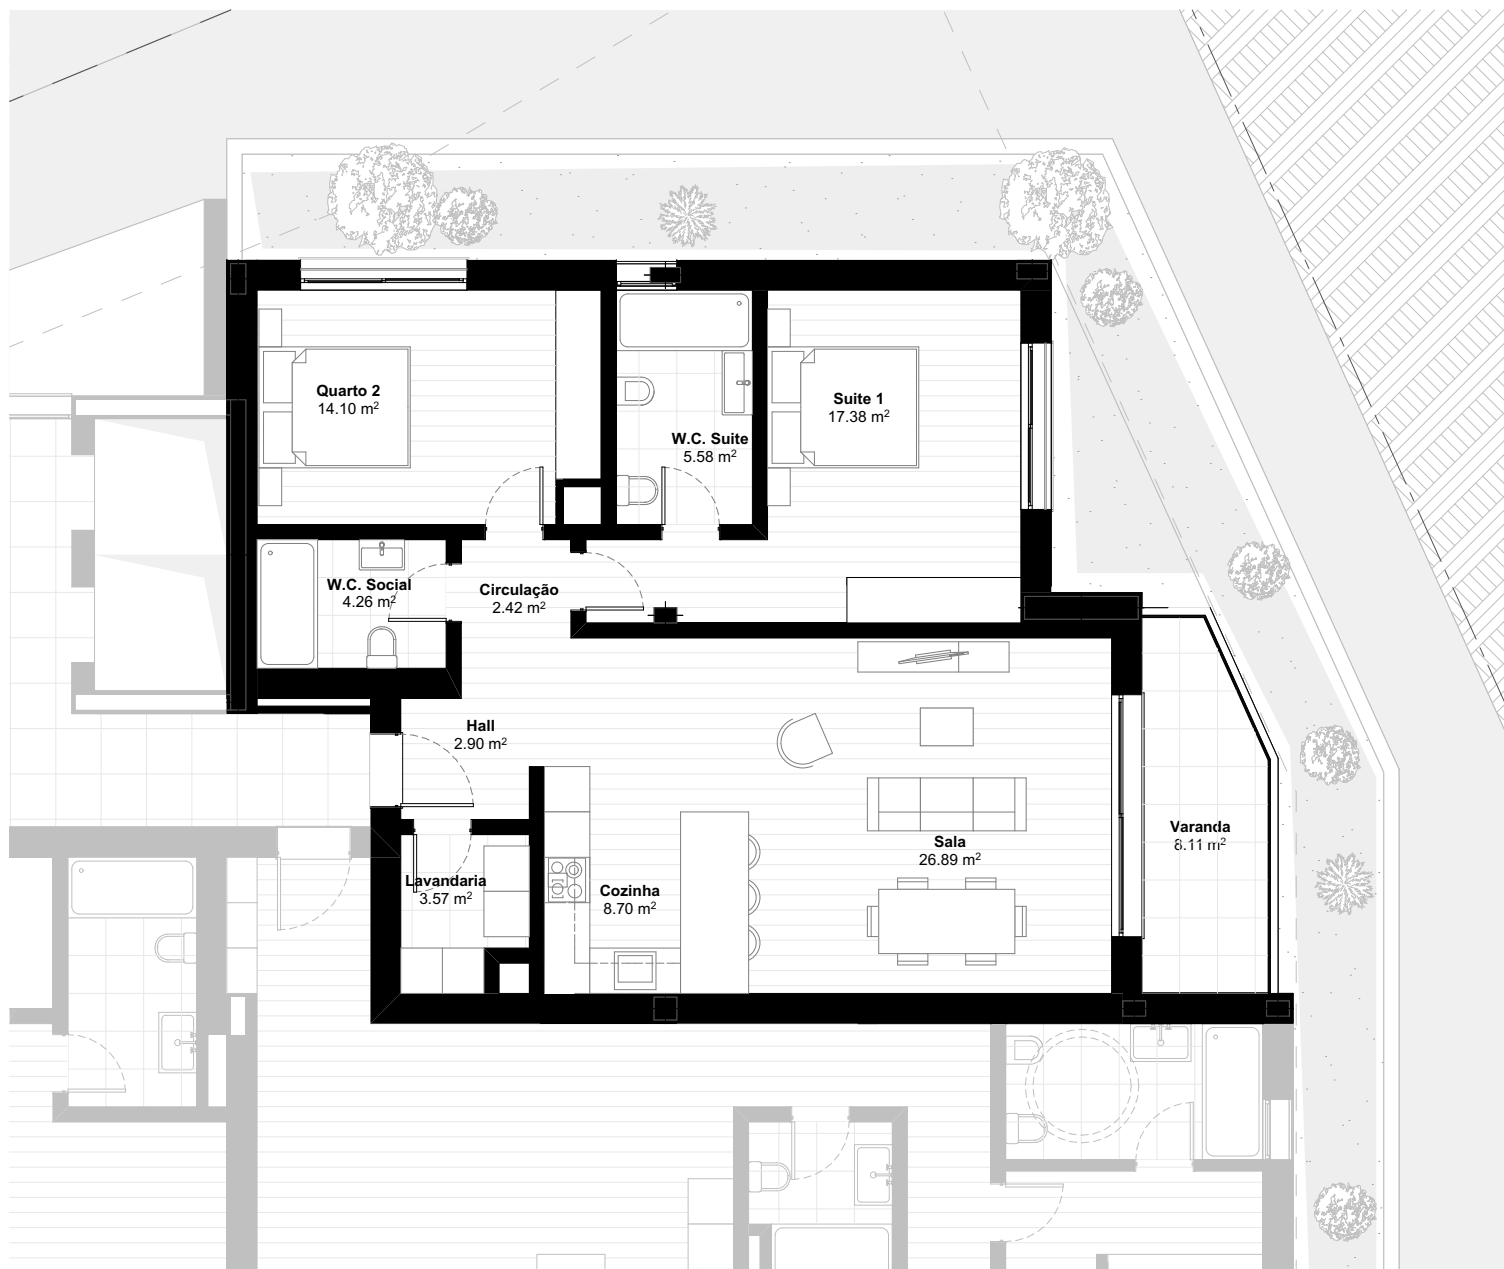 Quarto 2
14.10 m²
Suite 1
17.38 m²
W.C. Suite
5.58 m²
W.C. Social
4.26 m²
Circulação
2.42 m²
Hall
2.90 m²
Varanda
8.11 m²
Sala
26.89 m²
Lavandaria
3.57 m²
Cozinha
8.70 m²